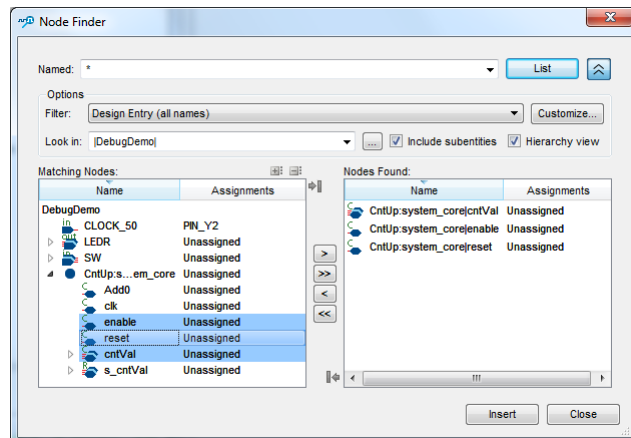 Node Finder
Named: * List
Options
Filter: Design Entry (all names) Customize...
Look in: |DebugDemo| ... Include subentities Hierarchy view
Matching Nodes: Nodes Found:
Name Assignments Name Assignments
DebugDemo CntUp:system_core|cntVal Unassigned
CLOCK_50 PIN_Y2 CntUp:system_core|enable Unassigned
LEDR Unassigned CntUp:system_core|reset Unassigned
SW Unassigned
CntUp:s...em_core Unassigned >
Add0 Unassigned >>
clk Unassigned <
enable Unassigned <<
reset Unassigned
cntVal Unassigned
s_cntVal Unassigned
Insert Close